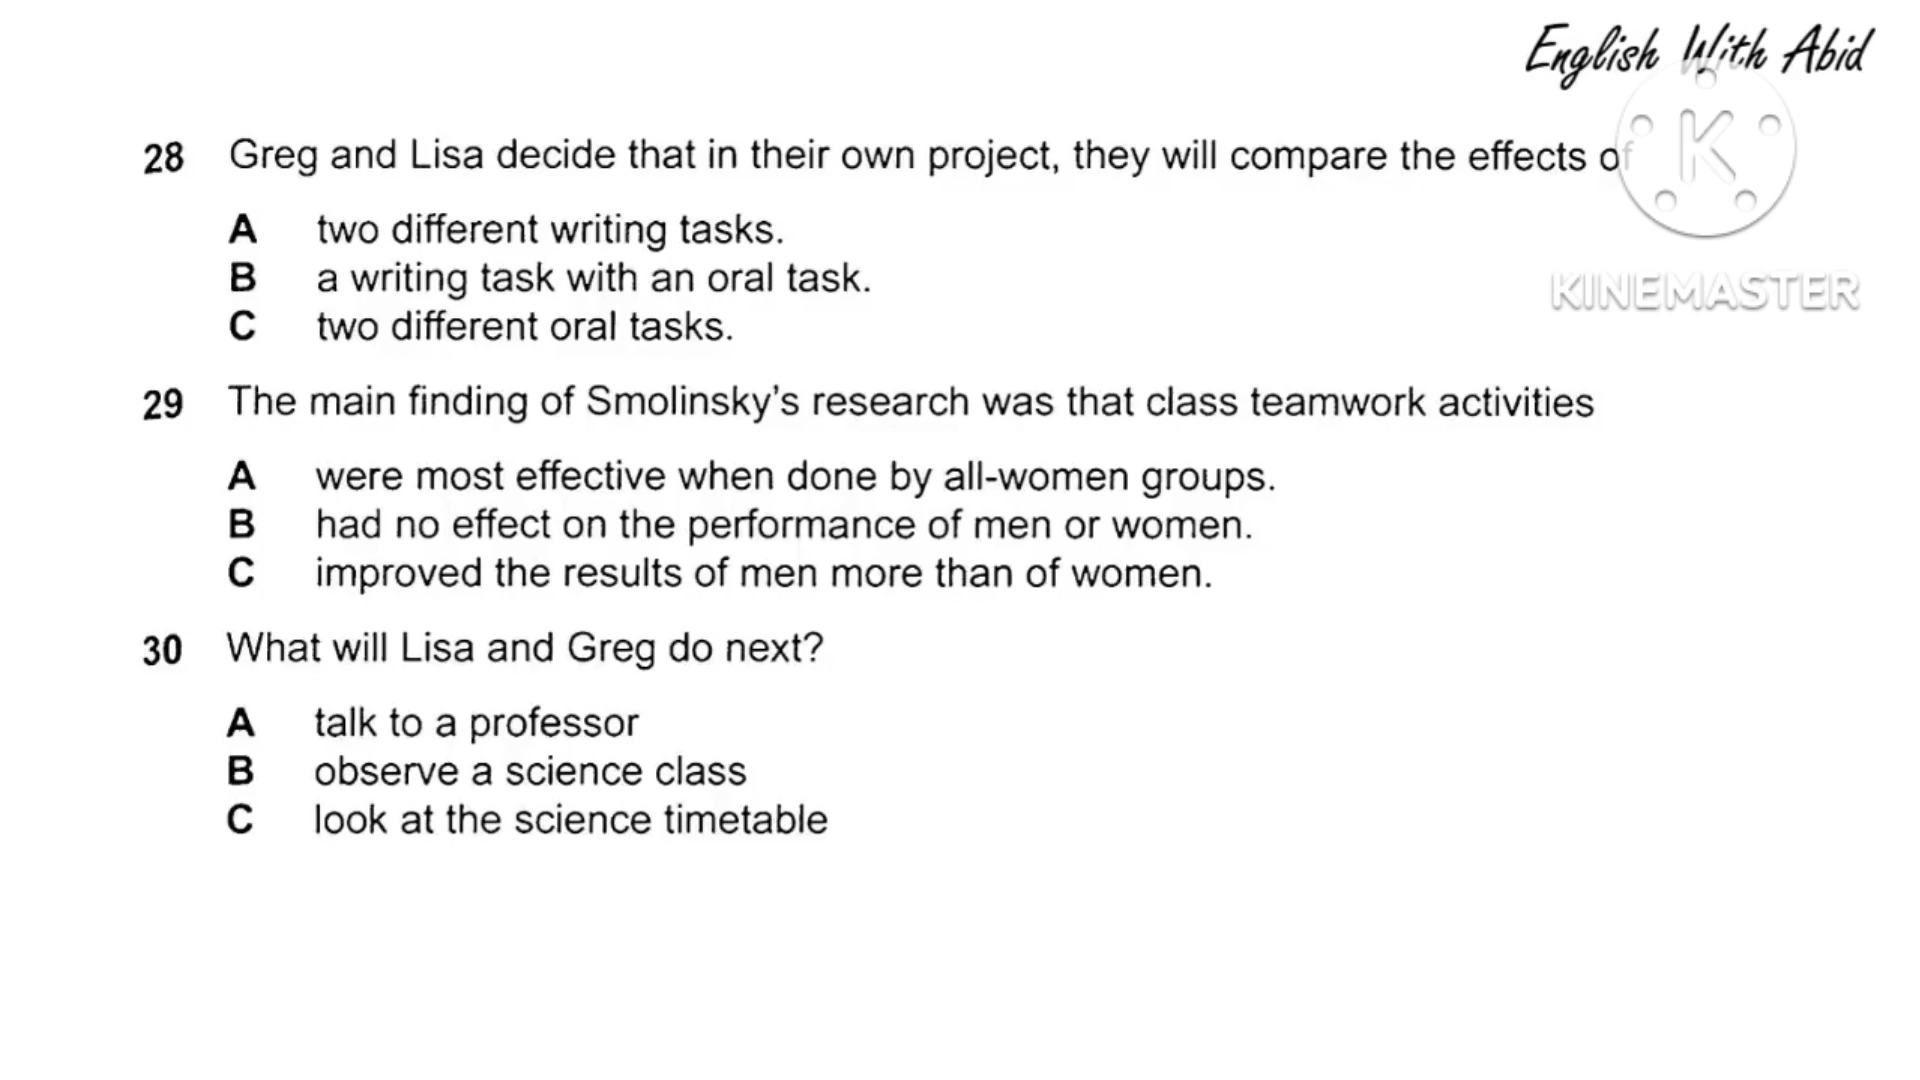 English With Abid
28 Greg and Lisa decide that in their own project, they will compare the effects of
A two different writing tasks.
B a writing task with an oral task.
C two different oral tasks.
K
KINEMASTER
29 The main finding of Smolinsky's research was that class teamwork activities
A were most effective when done by all-women groups.
B had no effect on the performance of men or women.
C improved the results of men more than of women.
30 What will Lisa and Greg do next?
A talk to a professor
B observe a science class
C look at the science timetable